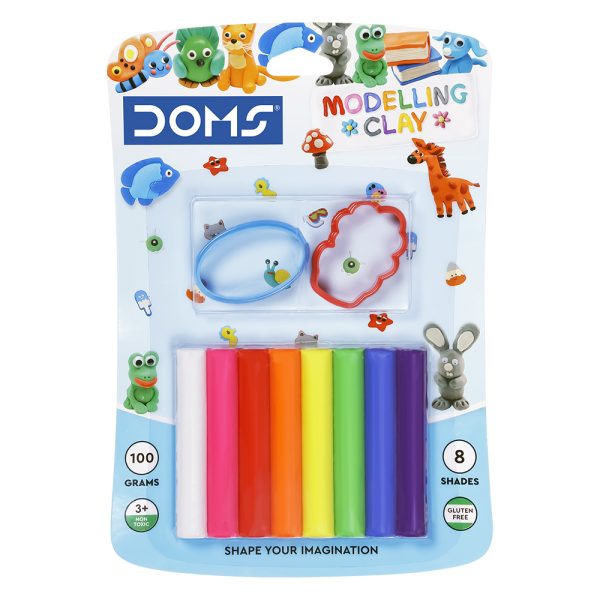 DOMS®
MODELLING
CLAY
100
GRAMS
3+
NON
TOXIC
8
SHADES
GLUTEN
FREE
SHAPE YOUR IMAGINATION